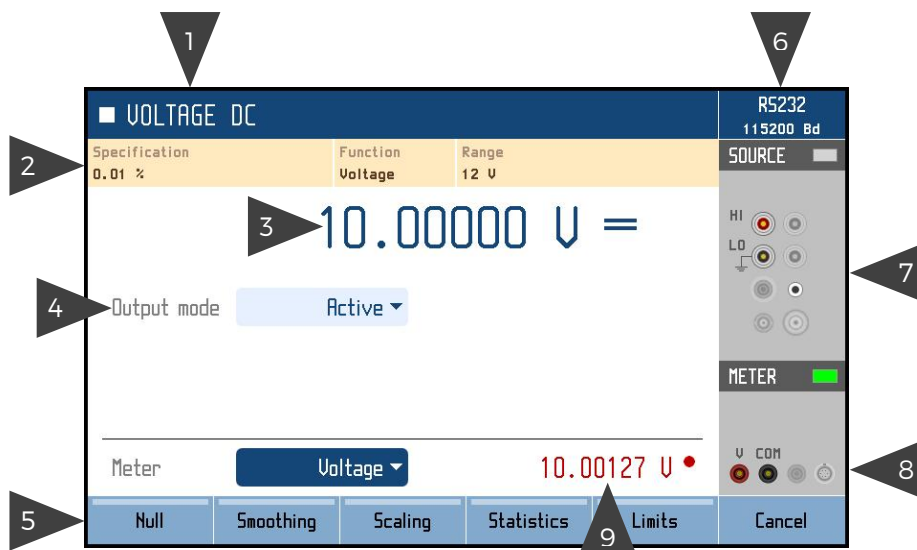 1
6
VOLTAGE DC
RS232
115200 Bd
2
Specification
0.01 %
Function
Voltage
Range
12 V
SOURCE
3
10.00000 V =
HI
LO
7
4
Output mode
Active
METER
Meter
Voltage
10.00127 V
V COM
8
5
Null
Smoothing
Scaling
Statistics
9
Limits
Cancel